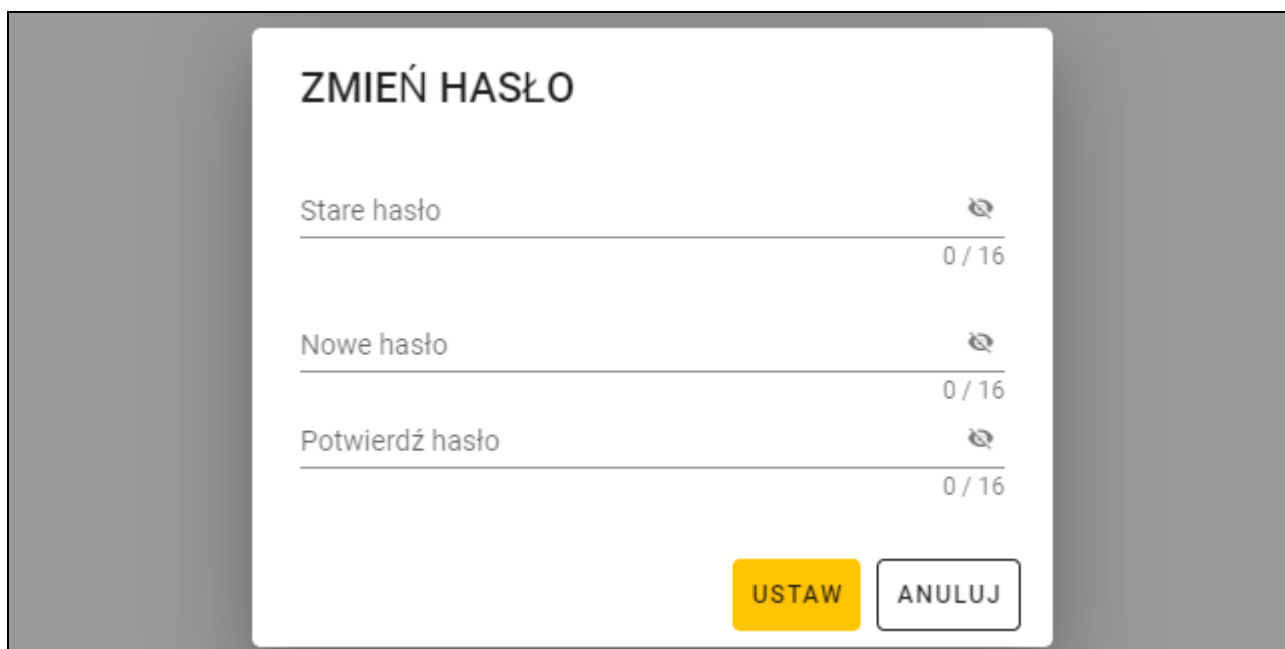 ZMIEŃ HASŁO
Stare hasło
0 / 16
Nowe hasło
0 / 16
Potwierdź hasło
0 / 16
USTAW ANULUJ